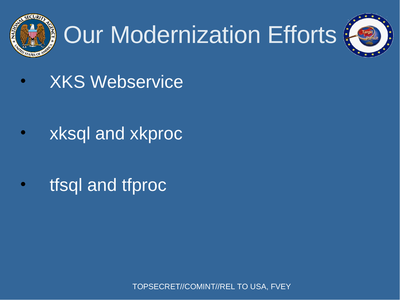 Our Modernization Efforts
• XKS Webservice
• xksql and xkproc
• tfsql and tfproc
TOPSECRET//COMINT//REL TO USA, FVEY